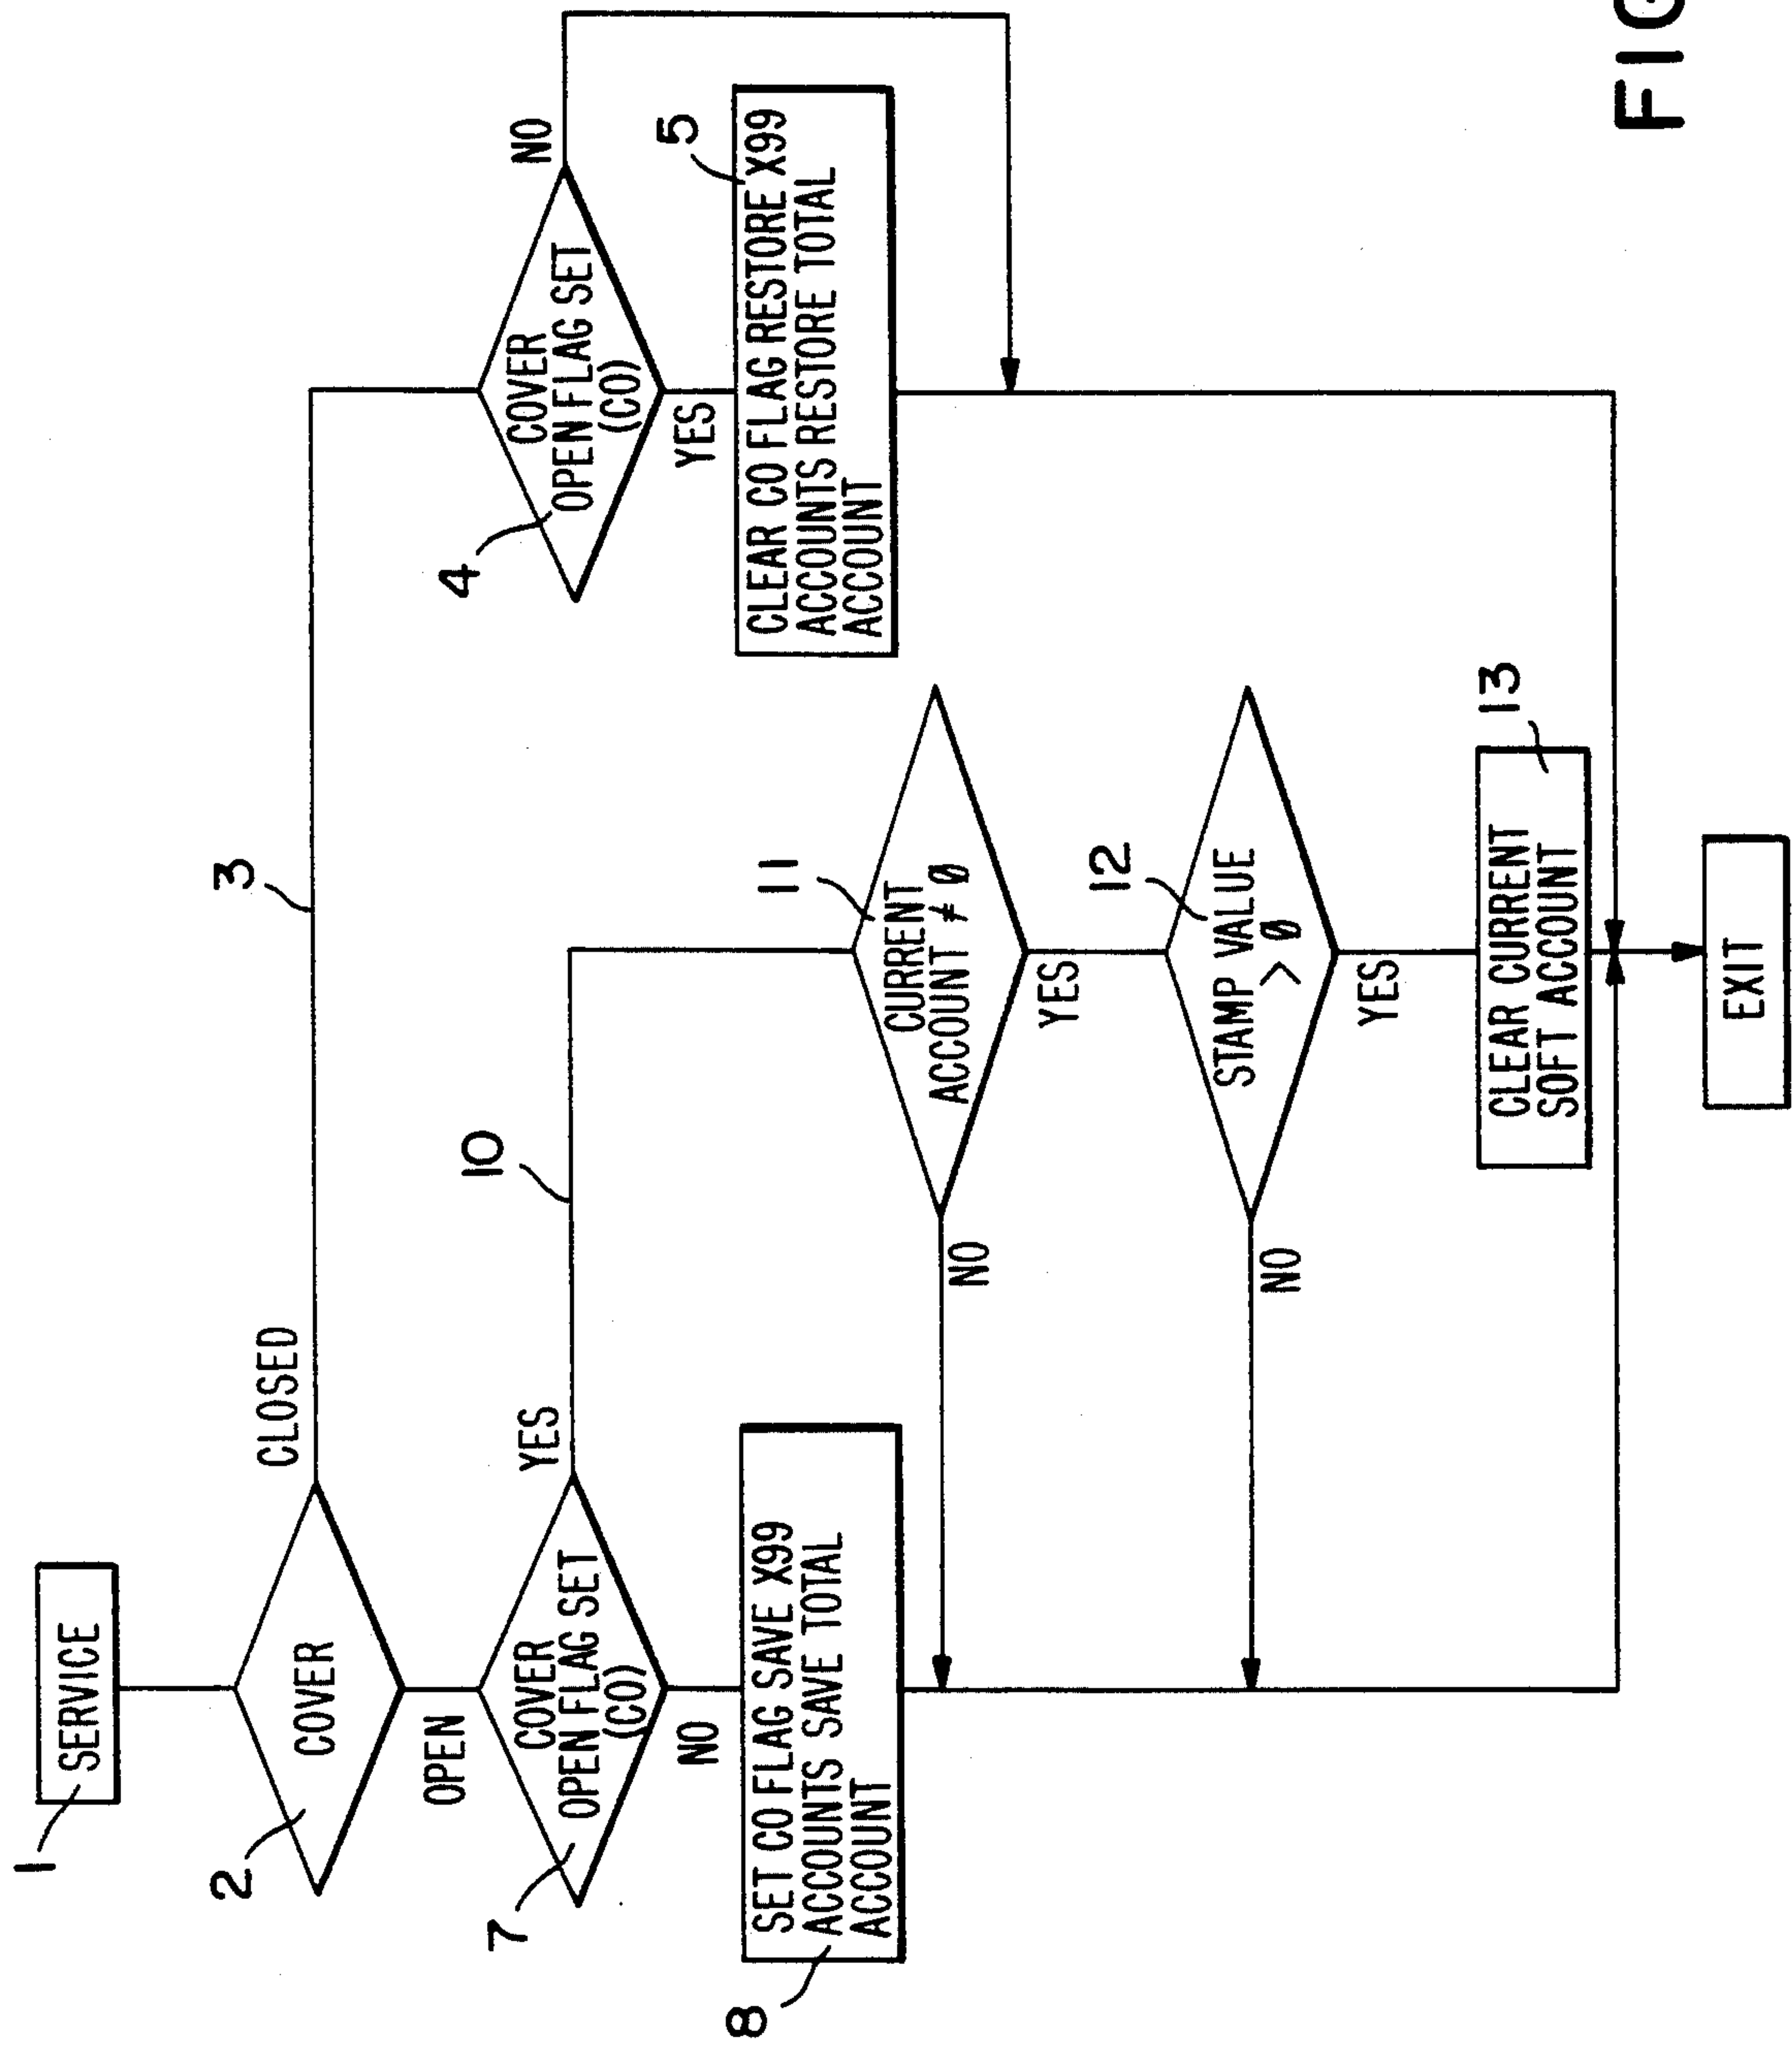 1
SERVICE
2
COVER
CLOSED
3
OPEN
7
COVER
OPEN FLAG SET
(CO)
YES
10
NO
8
SET CO FLAG SAVE X99
ACCOUNTS SAVE TOTAL
ACCOUNT
4
COVER
OPEN FLAG SET
(CO)
NO
YES
5
CLEAR CO FLAG RESTORE X99
ACCOUNTS RESTORE TOTAL
ACCOUNT
11
CURRENT
ACCOUNT ≠ Ø
NO
YES
12
STAMP VALUE
> Ø
NO
YES
13
CLEAR CURRENT
SOFT ACCOUNT
EXIT
FIG